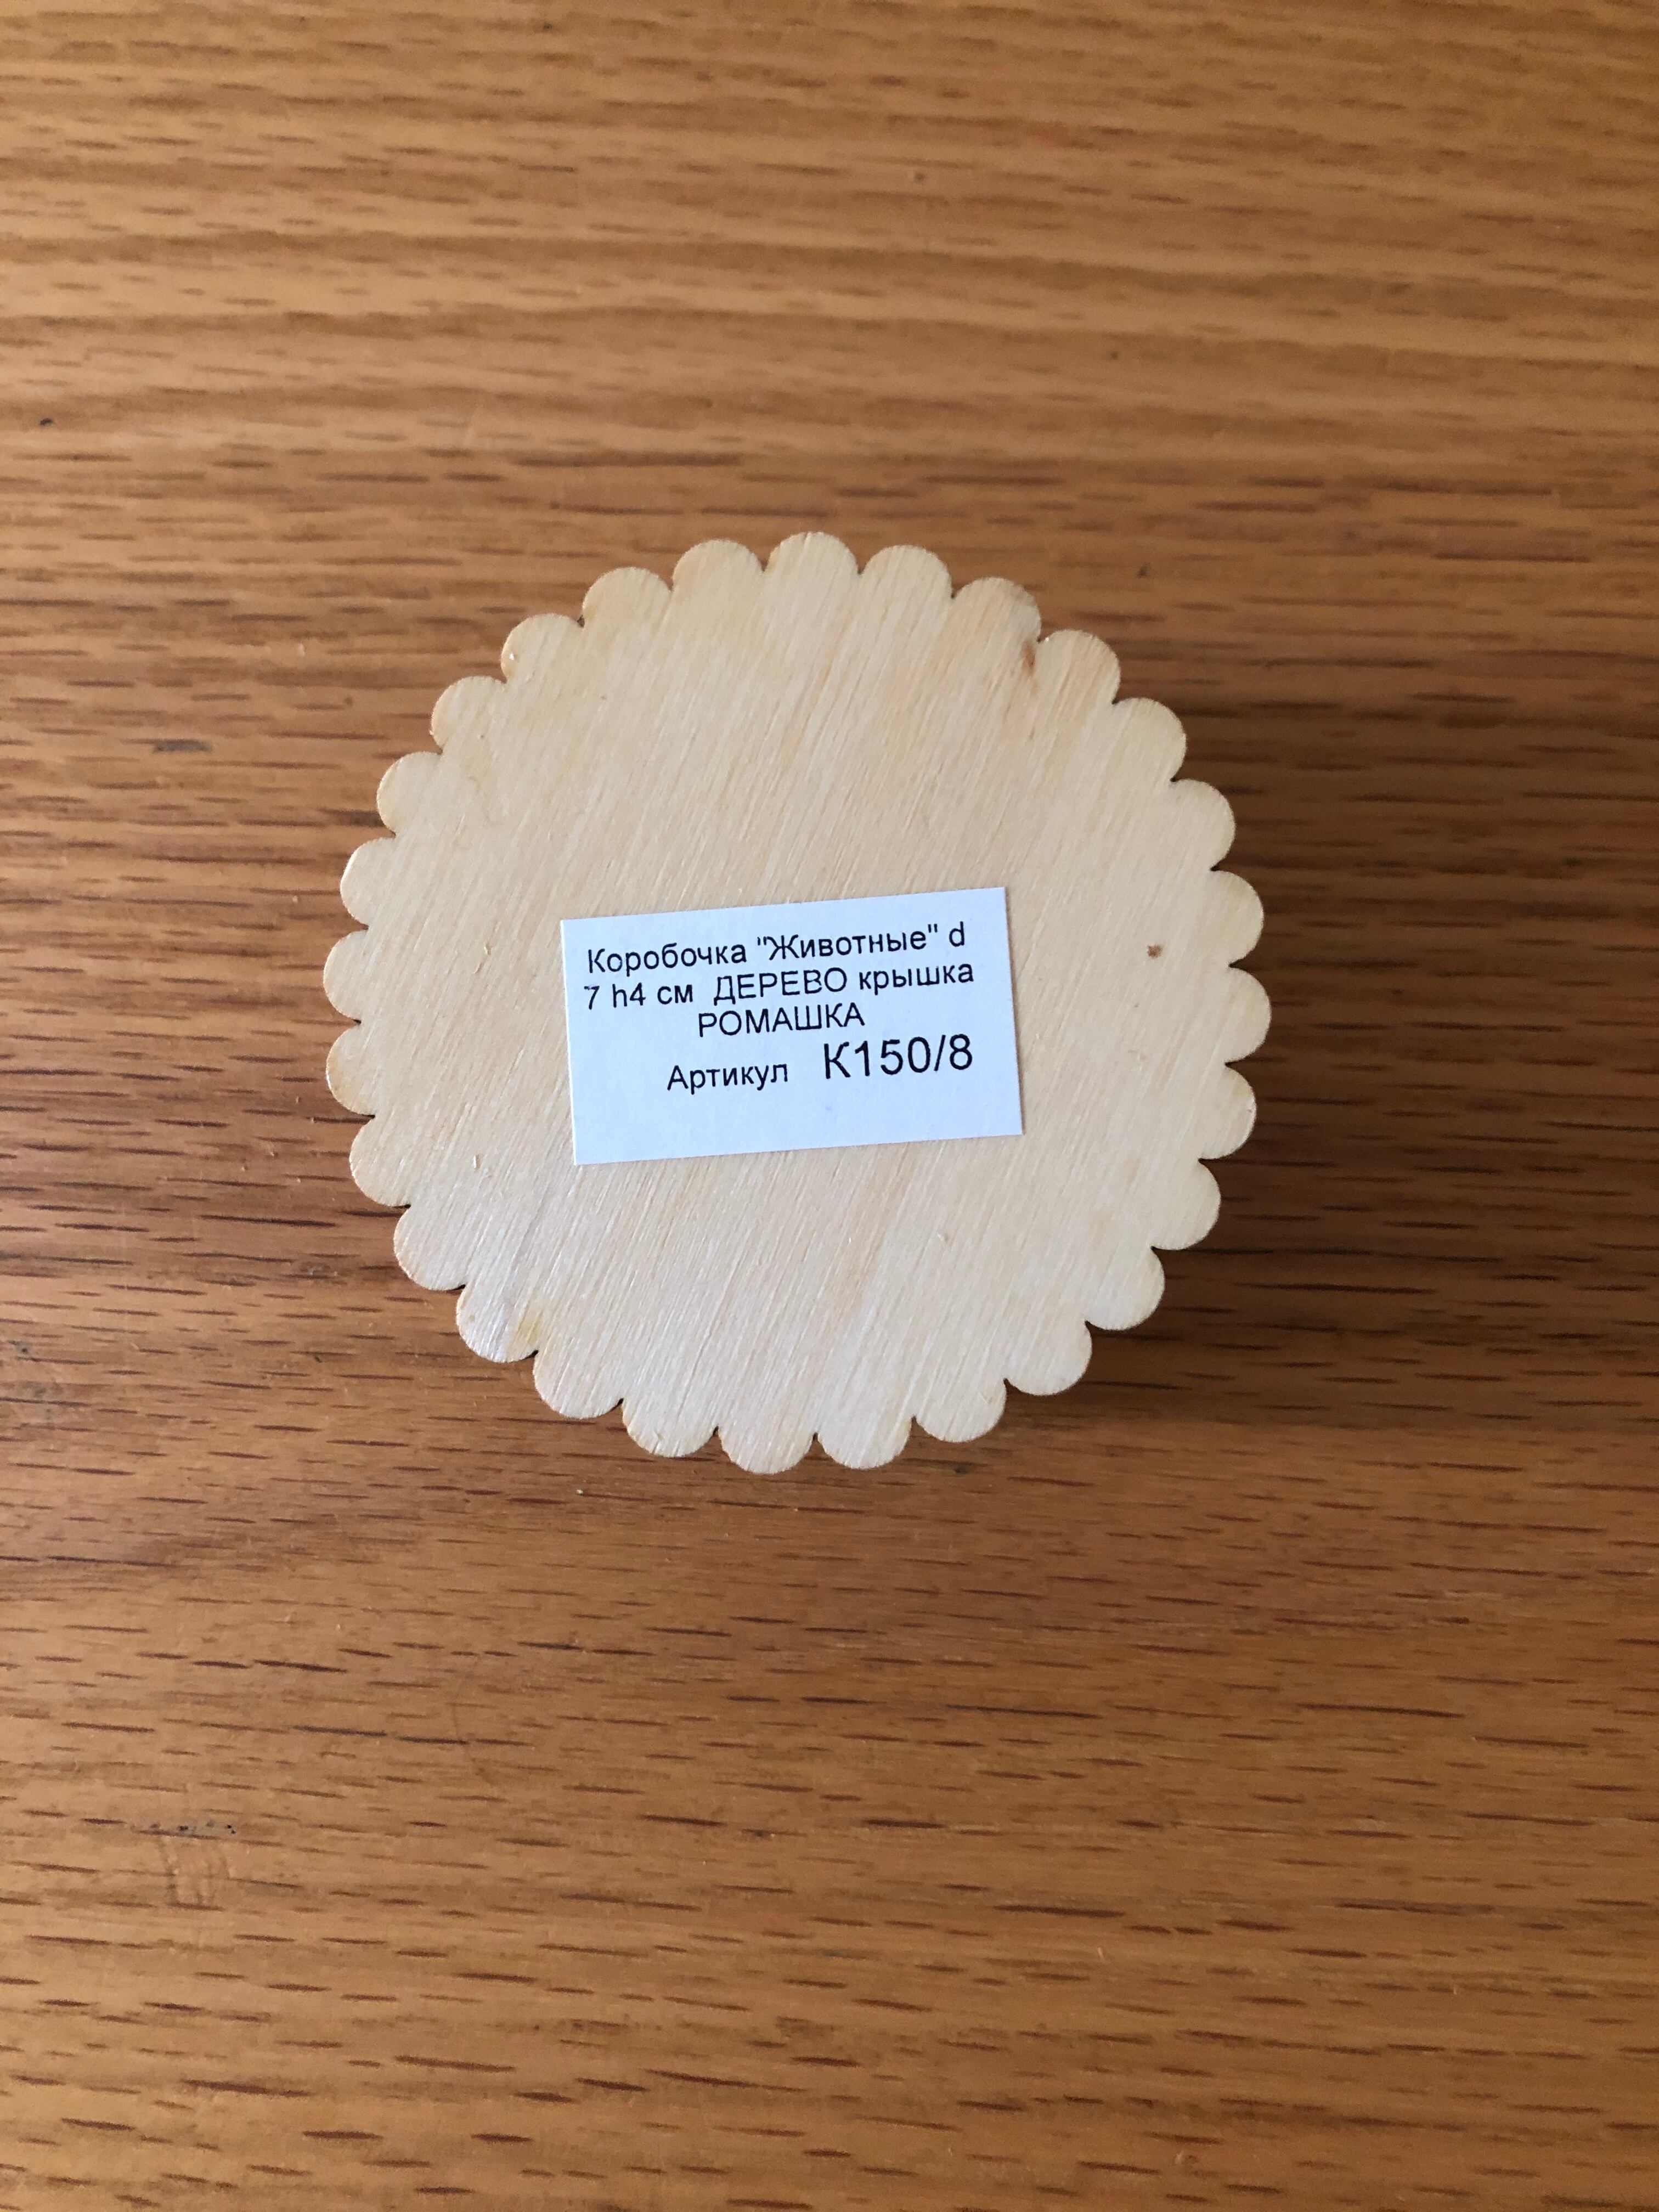 Коробочка "Животные" d
7 h4 см ДЕРЕВО крышка
РОМАШКА
Артикул К150/8